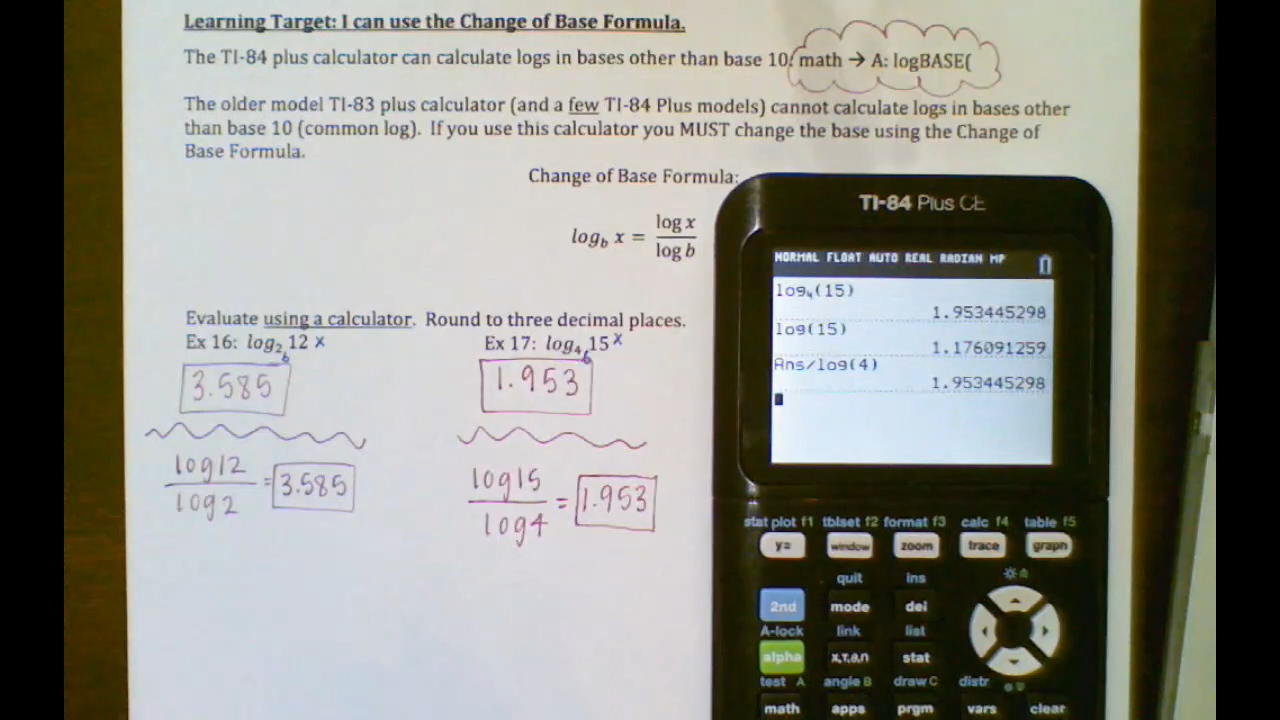 Learning Target: I can use the Change of Base Formula.
The TI-84 plus calculator can calculate logs in bases other than base 10: math → A: logBASE(
The older model TI-83 plus calculator (and a few TI-84 Plus models) cannot calculate logs in bases other
than base 10 (common log). If you use this calculator you MUST change the base using the Change of
Base Formula.
Change of Base Formula:
log_b x = log x / log b
Evaluate using a calculator. Round to three decimal places.
Ex 16: log₂ 12 x
b
3.585
log12 / log2 = 3.585
Ex 17: log₄ 15 x
b
1.953
log15 / log4 = 1.953
TI-84 Plus CE
NORMAL FLOAT AUTO REAL RADIAN MP
log₄(15)
1.953445298
log(15)
1.176091259
Ans/log(4)
1.953445298
stat plot f1 tblset f2 format f3 calc f4 table f5
y= window zoom trace graph
quit ins
2nd mode del
A-lock link list
alpha X,T,θ,n stat
test A angle B draw C distr
math apps prgm vars clear